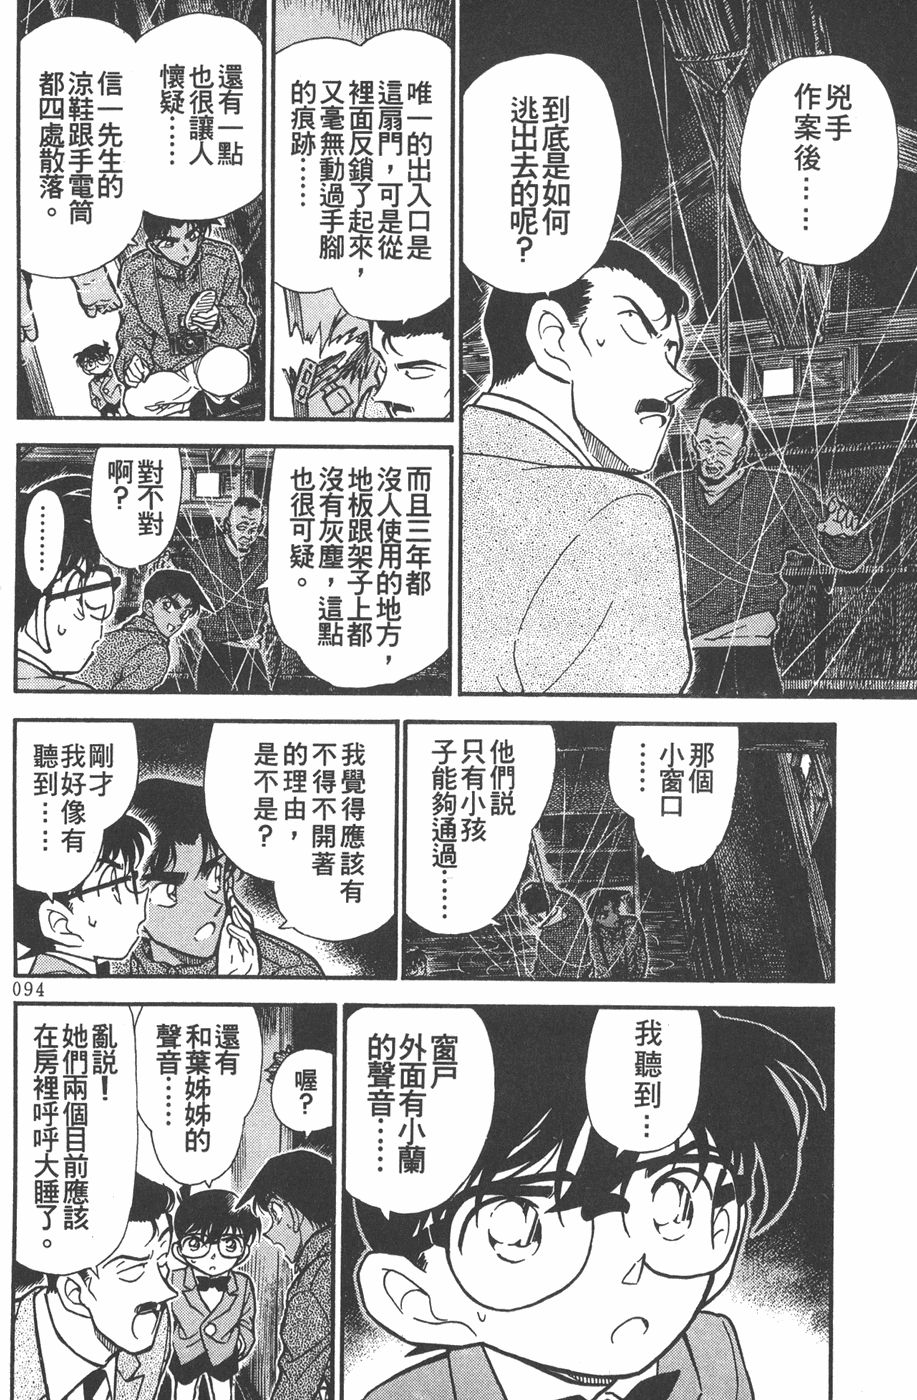 兇手
作案後……
到底是如何
逃出去的呢？
唯一的出入口是
這扇門，可是從
裡面反鎖了起來，
又毫無動過手腳
的痕跡……
還有一點
也很讓人
懷疑……
信一先生的
涼鞋跟手電筒
都四處散落。
而且三年都
沒人使用的地方，
地板跟架子上都
沒有灰塵，這點
也很可疑。
對不對
啊？
………
那個
小窗口
……
他們說
只有小孩
子能夠通過……
我覺得應該有
不得不開著
的理由，
是不是？
剛才
我好像有
聽到……
我聽到…
窗戶
外面有小蘭
的聲音……
喔？
還有
和葉姊姊的
聲音……
亂說！
她們兩個目前應該
在房裡呼呼大睡了。
094